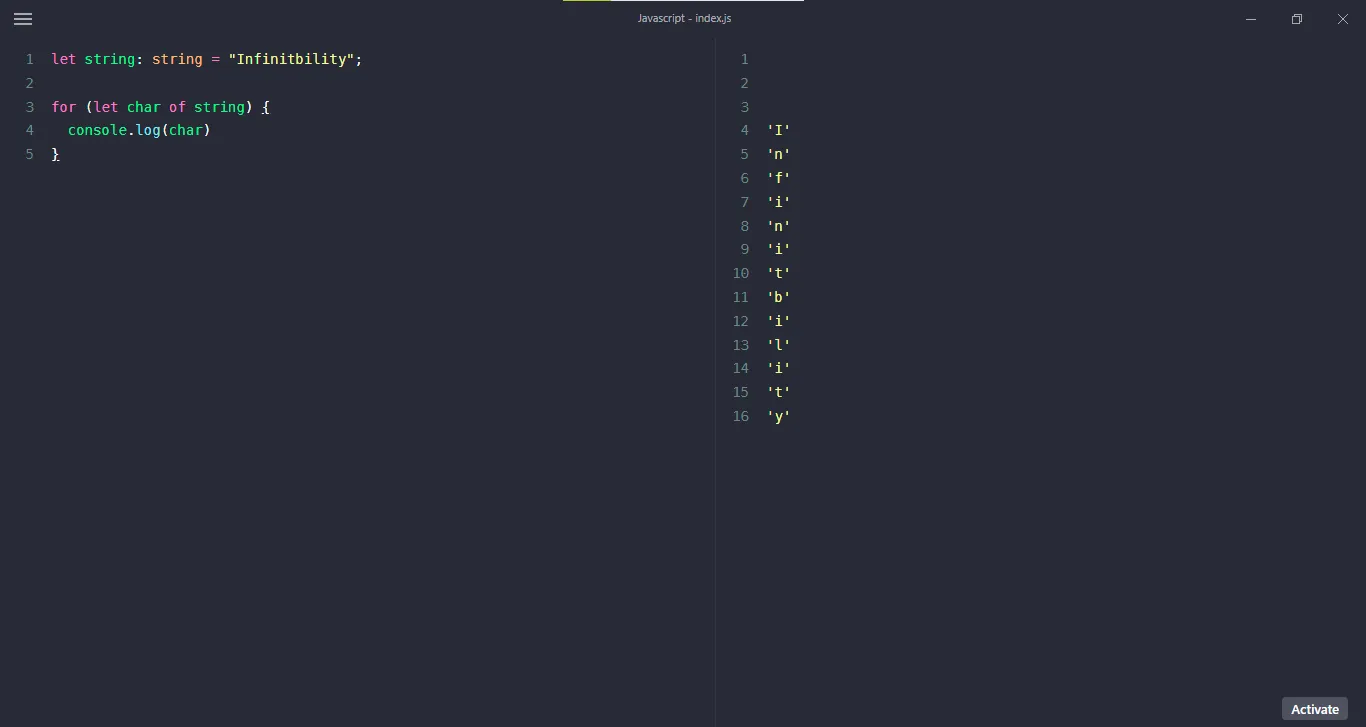 Javascript - index.js
1 let string: string = "Infinitbility";
2
3 for (let char of string) {
4   console.log(char)
5 }
1
2
3
4 'I'
5 'n'
6 'f'
7 'i'
8 'n'
9 'i'
10 't'
11 'b'
12 'i'
13 'l'
14 'i'
15 't'
16 'y'
Activate